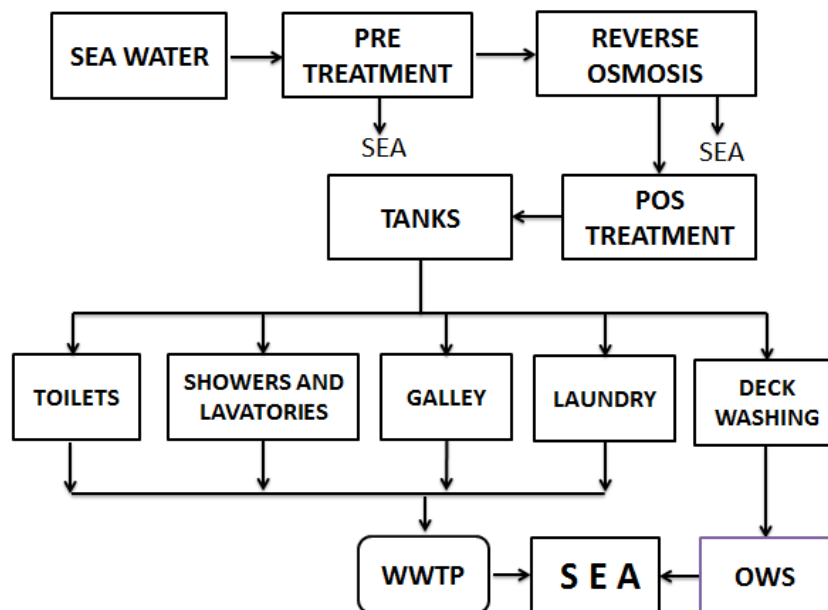 SEA WATER
PRE
TREATMENT
REVERSE
OSMOSIS
SEA
SEA
TANKS
POS
TREATMENT
TOILETS
SHOWERS AND
LAVATORIES
GALLEY
LAUNDRY
DECK
WASHING
WWTP
S E A
OWS